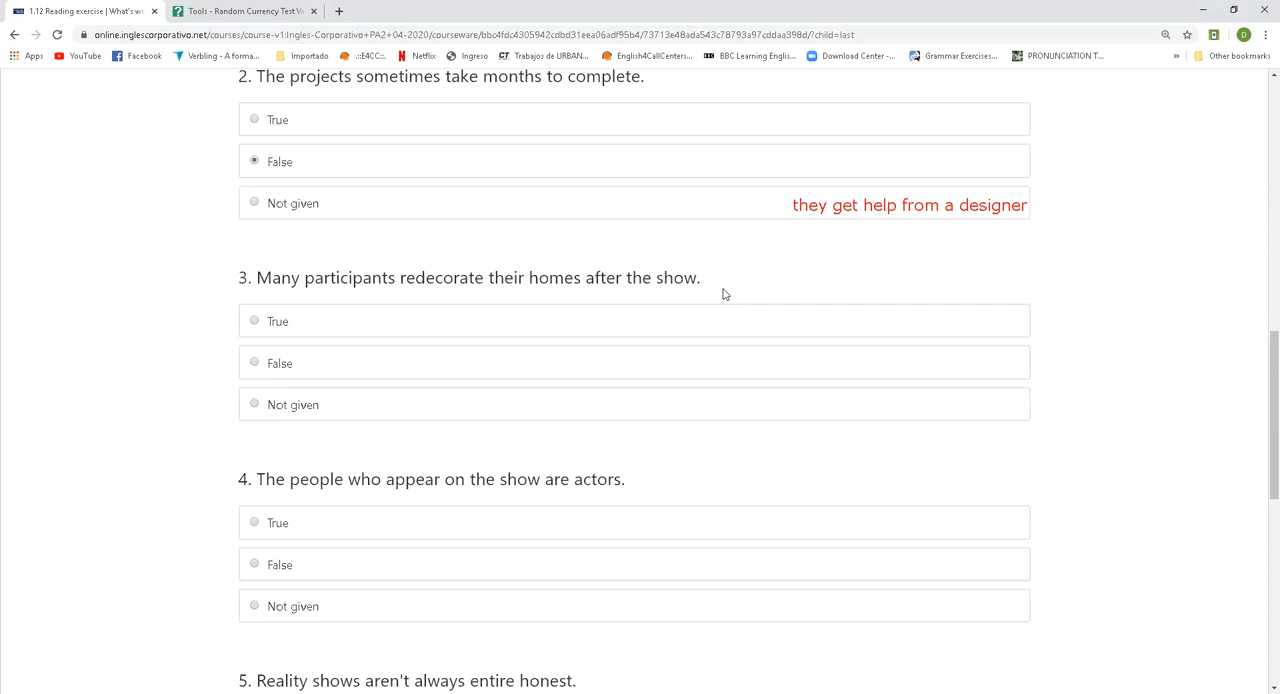 1.12 Reading exercise | What's wr
Tools - Random Currency Test Va
online.inglescorporativo.net/courses/course-v1:Ingles-Corporativo+PA2+04-2020/courseware/bbc4fdc4305942cdbd31eea06adf95b4/73713e48ada543c78793a97cddaa398d/?child=last
Apps YouTube Facebook Verbling - A forma... Importado .::E4CC::. Netflix Ingre :) Trabajos de URBAN... English4CallCenters... BBC Learning Englis... Download Center -... Grammar Exercises... PRONUNCIATION T... » Other bookmarks
2. The projects sometimes take months to complete.
True
False
Not given
they get help from a designer
3. Many participants redecorate their homes after the show.
True
False
Not given
4. The people who appear on the show are actors.
True
False
Not given
5. Reality shows aren't always entire honest.